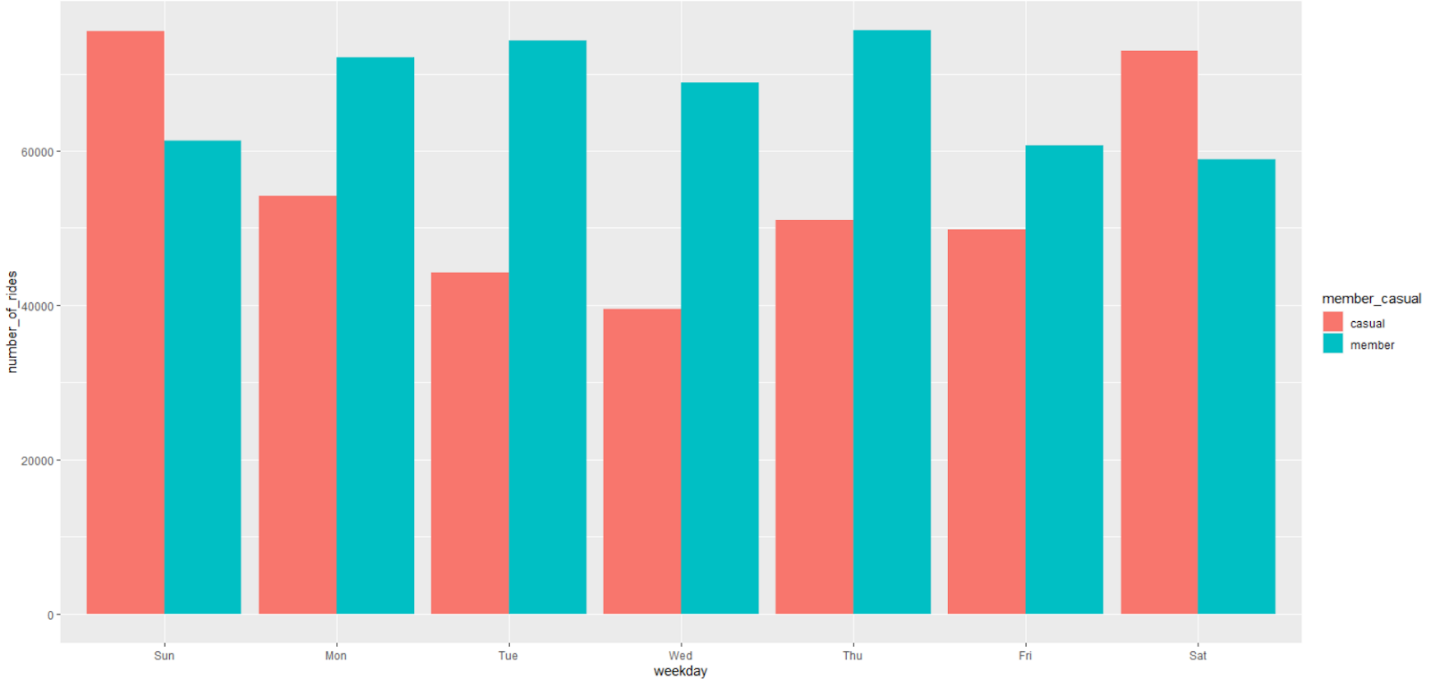 number_of_rides
60000
40000
20000
0
Sun Mon Tue Wed Thu Fri Sat
weekday
member_casual
casual
member